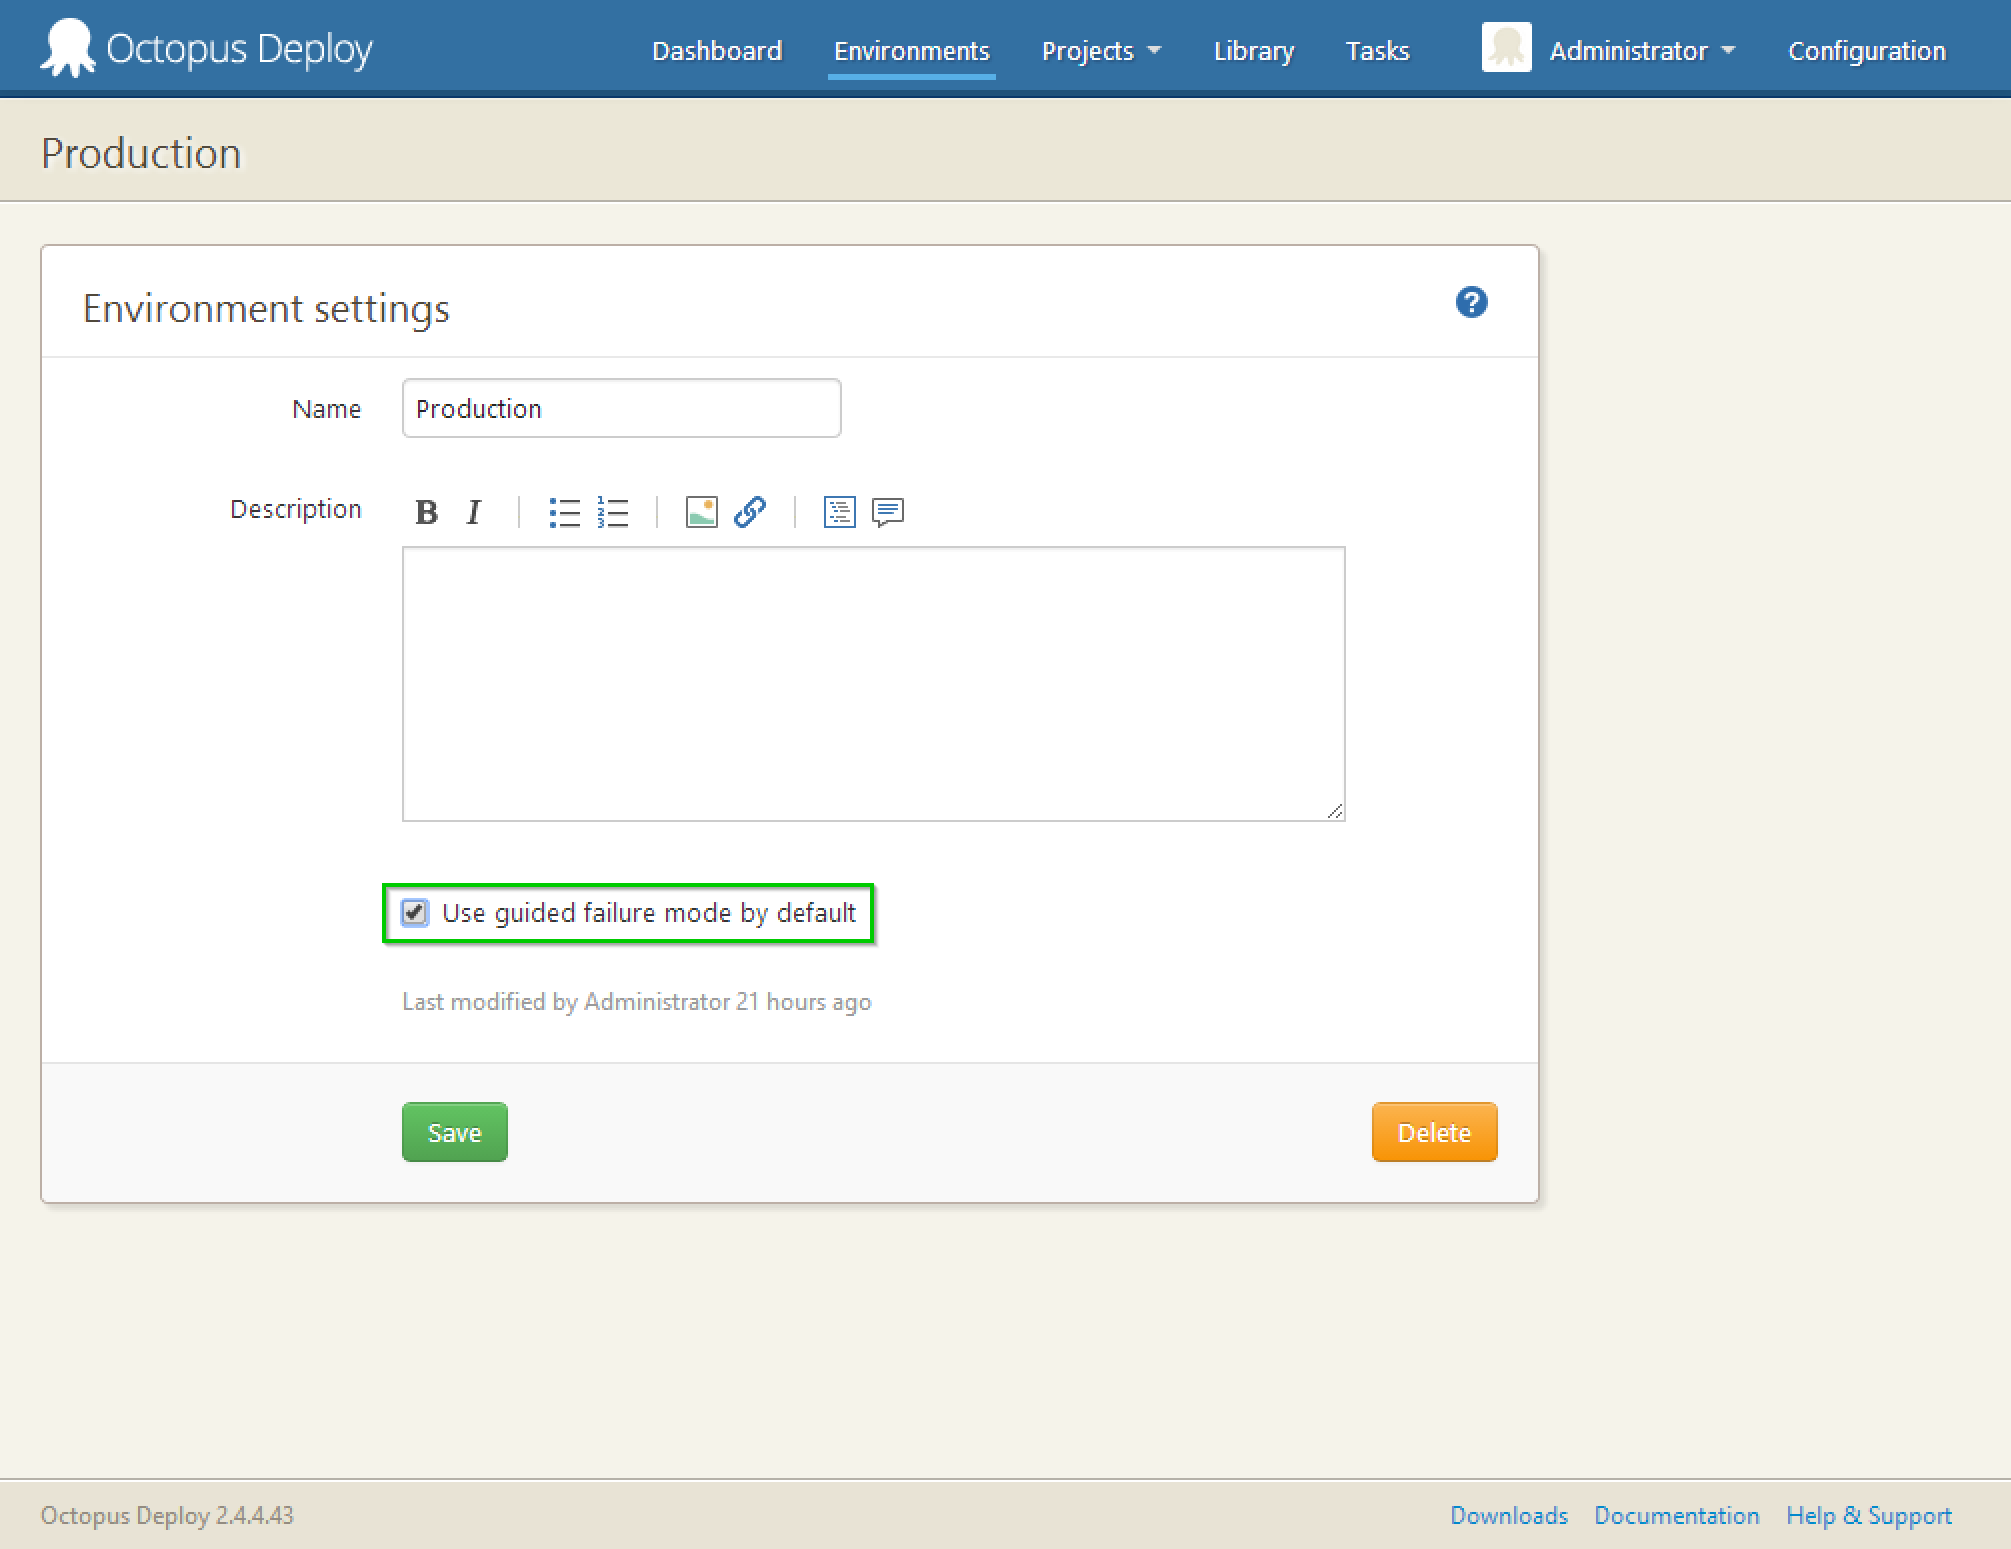 Octopus Deploy
Dashboard Environments Projects Library Tasks Administrator Configuration
Production
Environment settings
?
Name Production
Description B I
Use guided failure mode by default
Last modified by Administrator 21 hours ago
Save Delete
Octopus Deploy 2.4.4.43 Downloads Documentation Help & Support